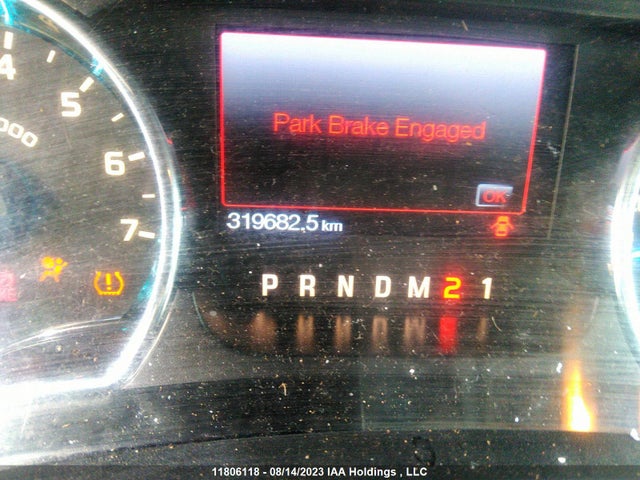 4
5
6
7
000
Park Brake Engaged
OK
319682.5 km
P R N D M 2 1
11806118 - 08/14/2023 IAA Holdings , LLC